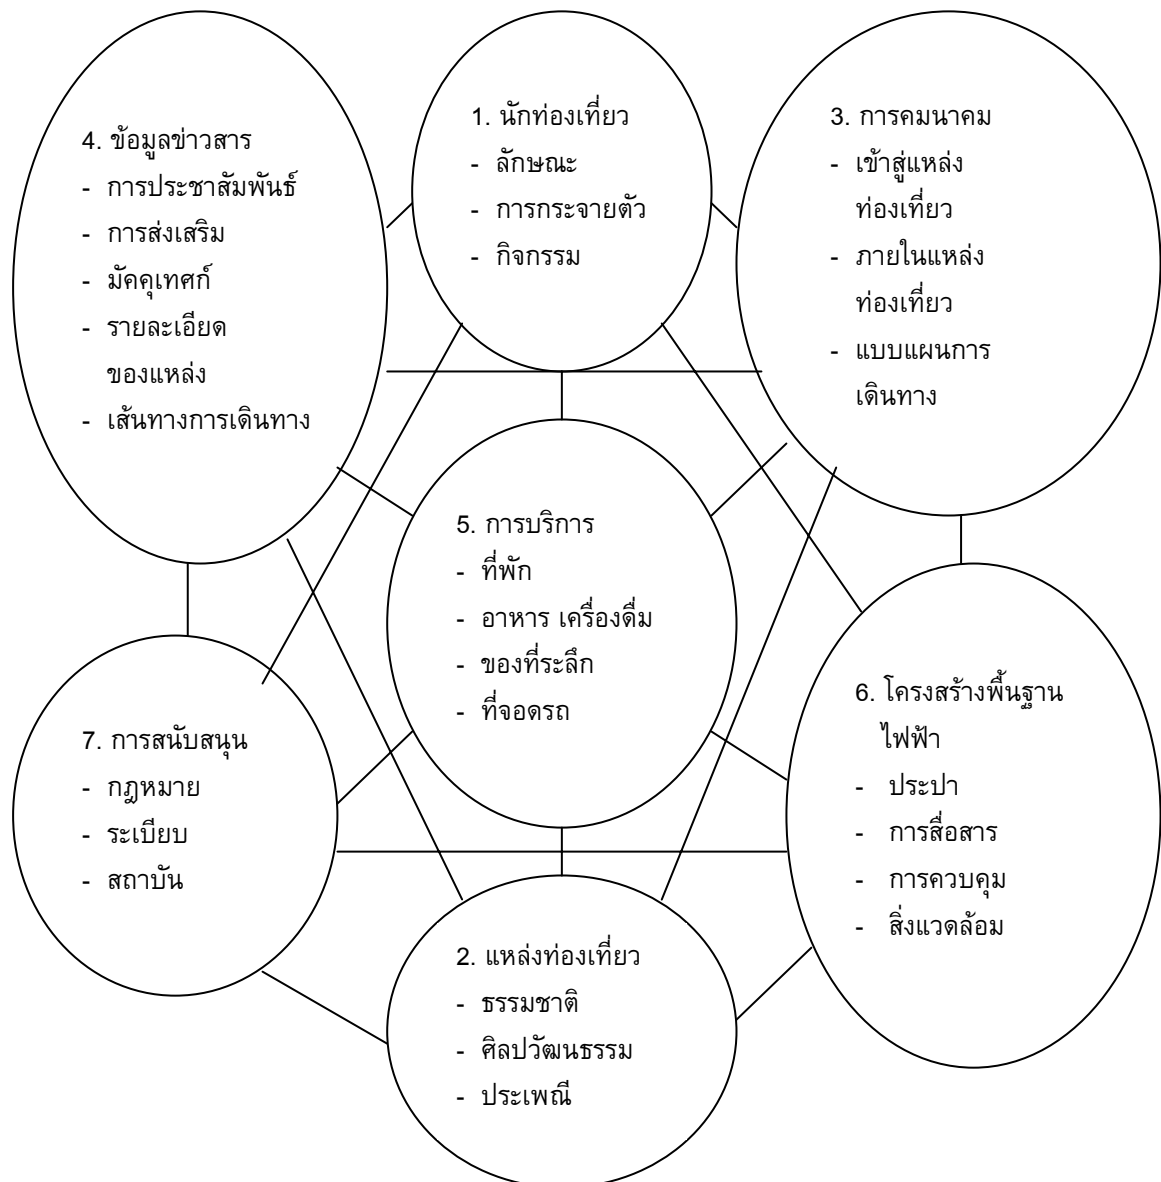 1. นักท่องเที่ยว
- ลักษณะ
- การกระจายตัว
- กิจกรรม
3. การคมนาคม
- เข้าสู่แหล่ง
ท่องเที่ยว
- ภายในแหล่ง
ท่องเที่ยว
- แบบแผนการ
เดินทาง
4. ข้อมูลข่าวสาร
- การประชาสัมพันธ์
- การส่งเสริม
- มัคคุเทศก์
- รายละเอียด
ของแหล่ง
- เส้นทางการเดินทาง
5. การบริการ
- ที่พัก
- อาหาร เครื่องดื่ม
- ของที่ระลึก
- ที่จอดรถ
6. โครงสร้างพื้นฐาน
ไฟฟ้า
- ประปา
- การสื่อสาร
- การควบคุม
- สิ่งแวดล้อม
7. การสนับสนุน
- กฎหมาย
- ระเบียบ
- สถาบัน
2. แหล่งท่องเที่ยว
- ธรรมชาติ
- ศิลปวัฒนธรรม
- ประเพณี